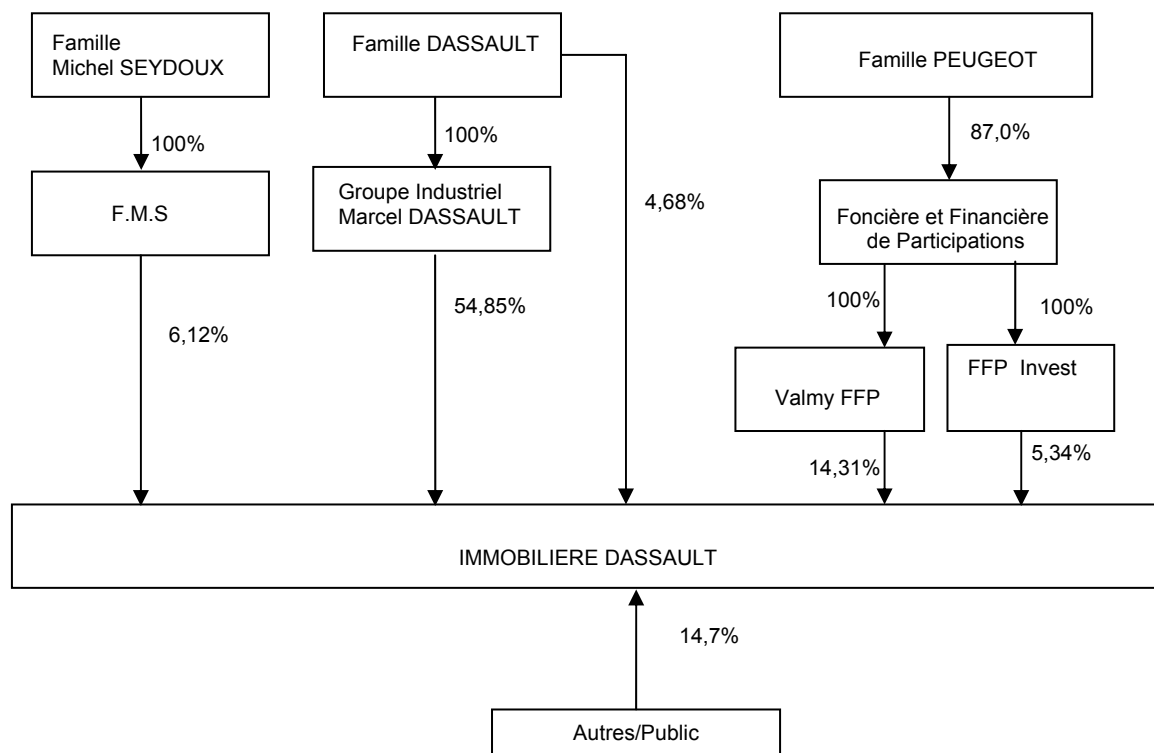 Famille
Michel SEYDOUX
Famille DASSAULT
Famille PEUGEOT
100%
100%
87,0%
F.M.S
Groupe Industriel
Marcel DASSAULT
4,68%
Foncière et Financière
de Participations
6,12%
54,85%
100%
100%
Valmy FFP
FFP Invest
14,31%
5,34%
IMMOBILIERE DASSAULT
14,7%
Autres/Public